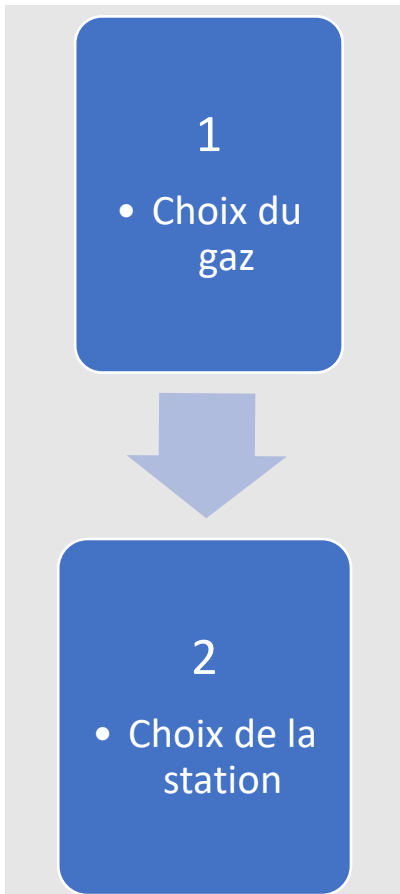 1
• Choix du
gaz
2
• Choix de la
station